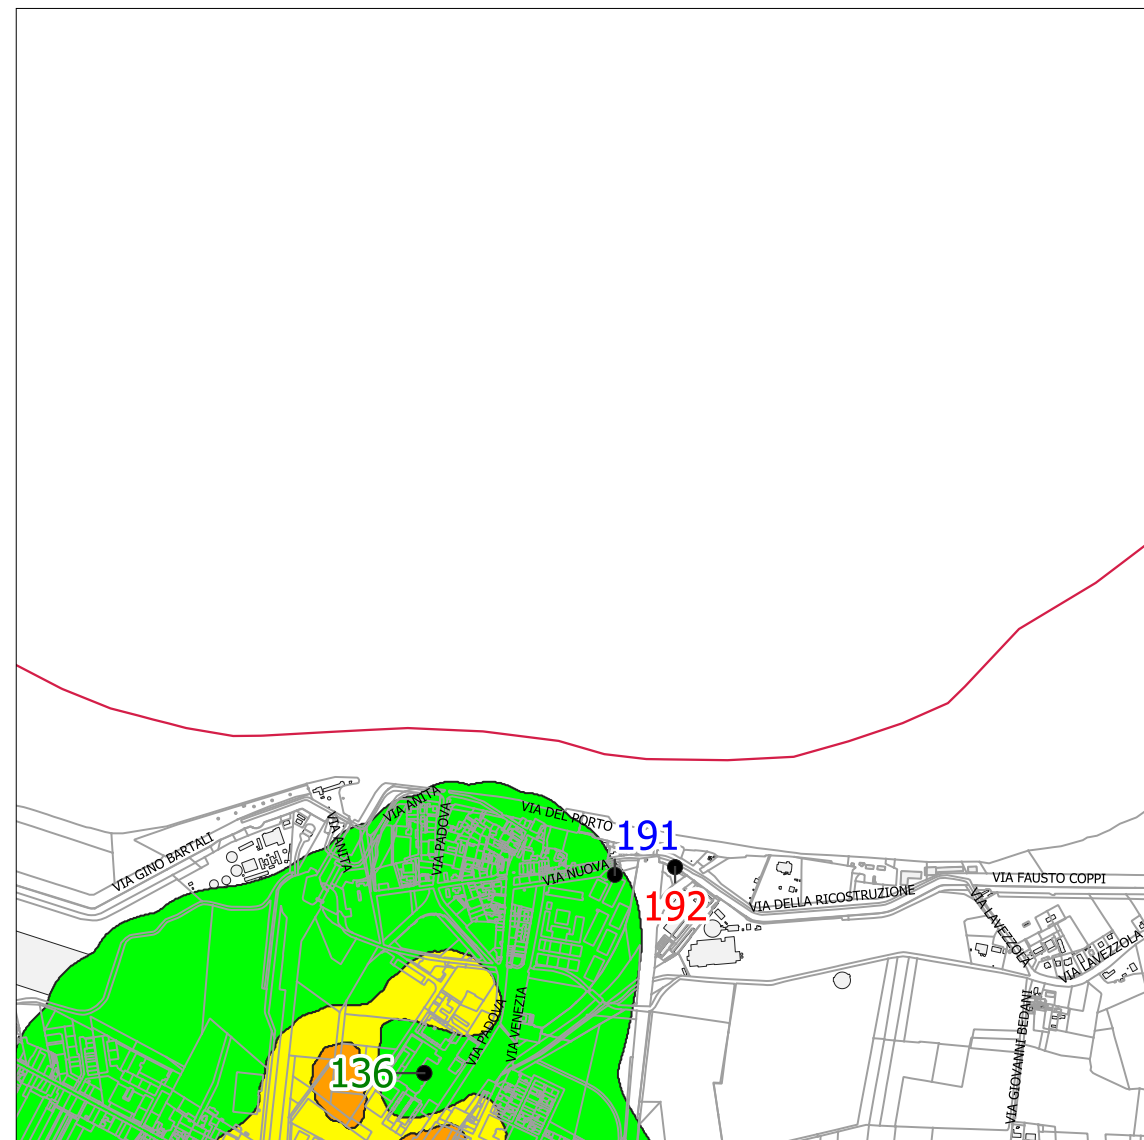 VIA ANITA
VIA PADOVA
VIA DEL PORTO
191
VIA GINO BARTALI
VIA ANITA
VIA NUOVA
VIA FAUSTO COPPI
192
VIA DELLA RICOSTRUZIONE
VIA LAVEZZOLA
VIA LAVEZZOLA
VIA PADOVA
VIA VENEZIA
VIA GIOVANNI BEDANI
136